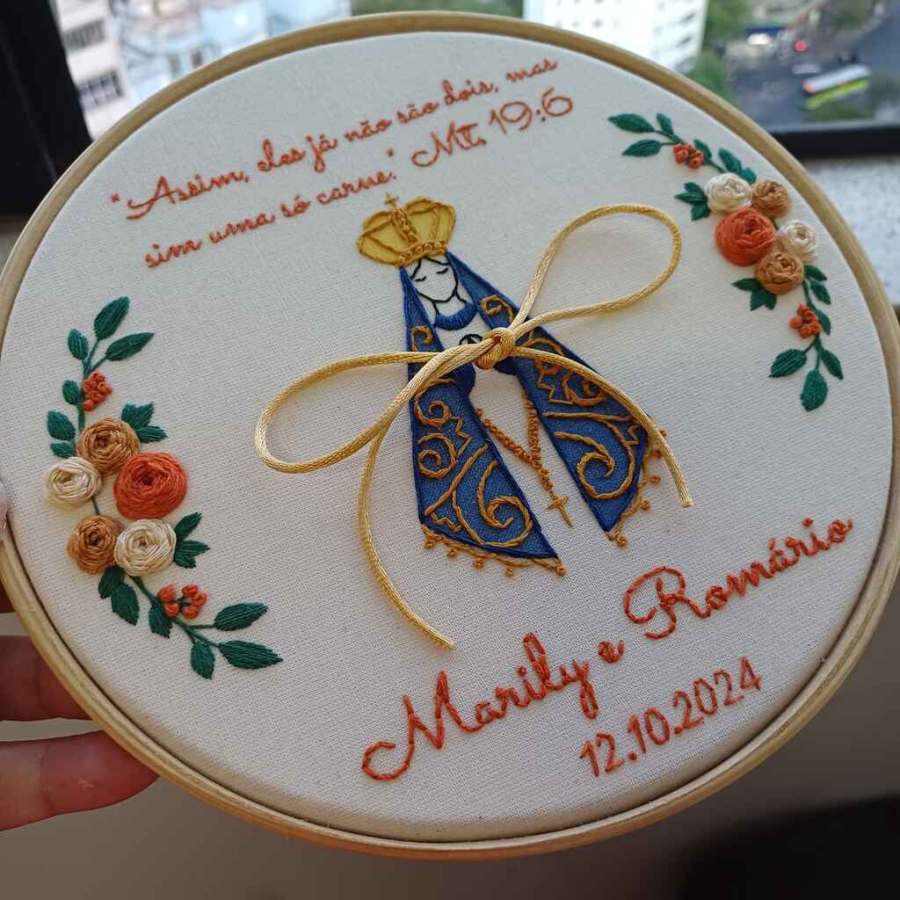 "Assim, eles já não são dois, mas
sim uma só carne." Mt. 19:6
Marily e Romário
12.10.2024